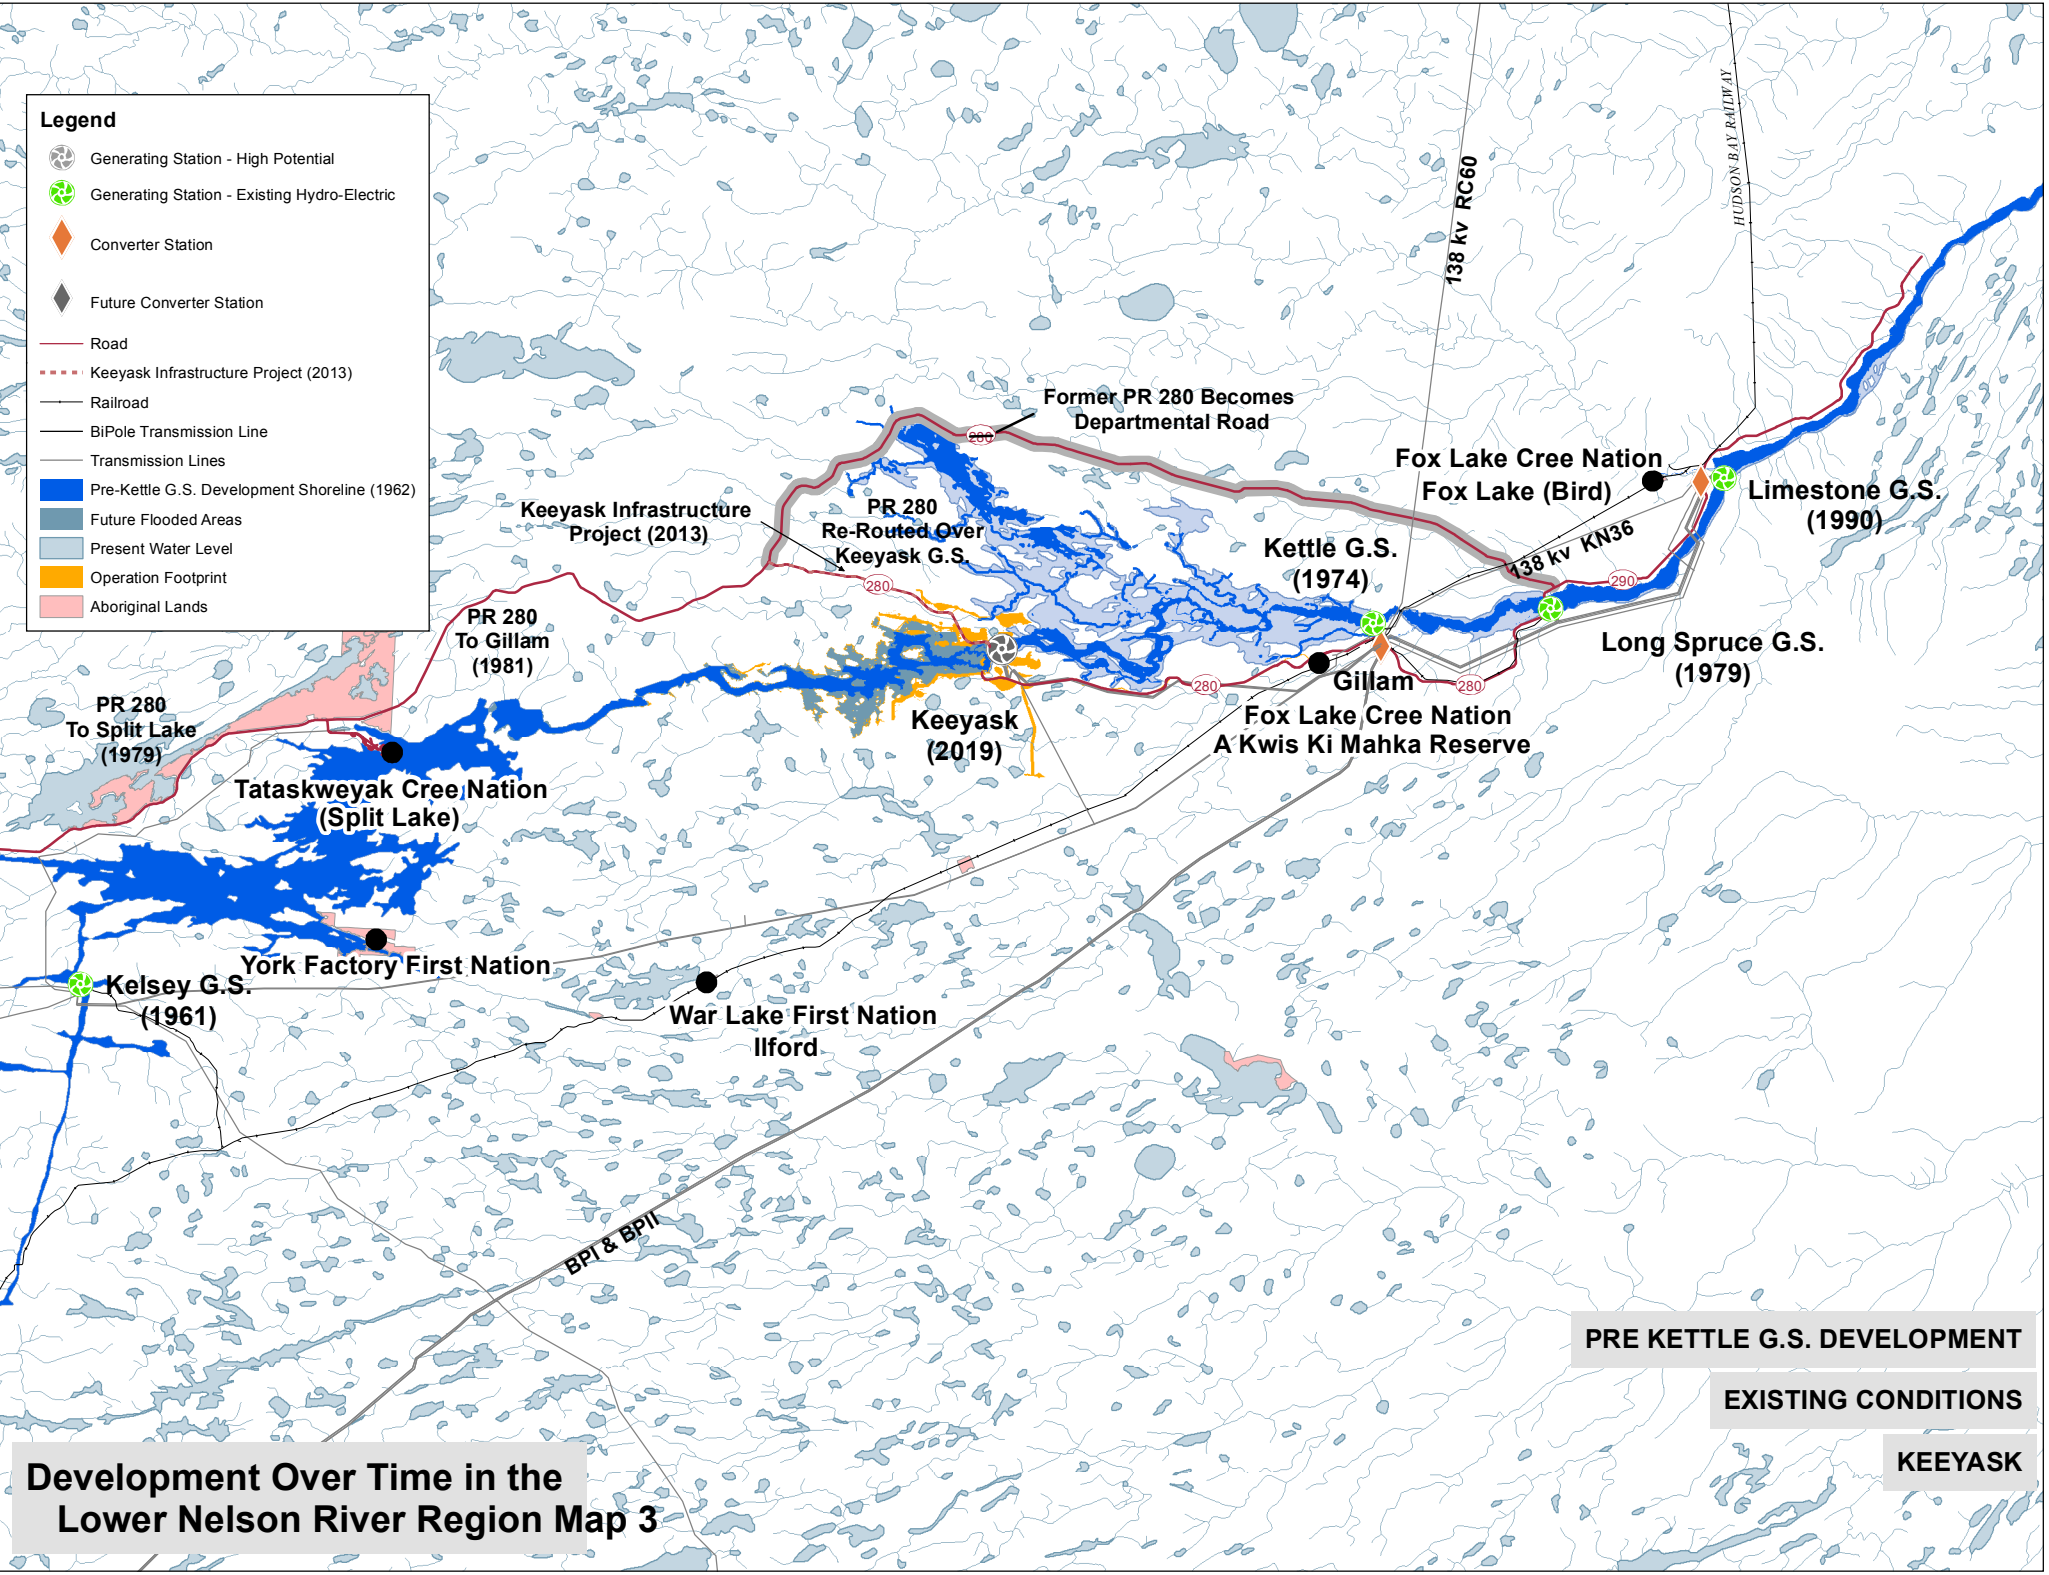 Legend
Generating Station - High Potential
Generating Station - Existing Hydro-Electric
Converter Station
Future Converter Station
Road
Keeyask Infrastructure Project (2013)
Railroad
BiPole Transmission Line
Transmission Lines
Pre-Kettle G.S. Development Shoreline (1962)
Future Flooded Areas
Present Water Level
Operation Footprint
Aboriginal Lands
HUDSON BAY RAILWAY
138 kv RC60
Former PR 280 Becomes
Departmental Road
280
Fox Lake Cree Nation
Fox Lake (Bird)
Limestone G.S.
(1990)
Keeyask Infrastructure
Project (2013)
PR 280
Re-Routed Over
Keeyask G.S.
280
Kettle G.S.
(1974)
138 kv KN36
290
PR 280
To Gillam
(1981)
Long Spruce G.S.
(1979)
280
280
Gillam
PR 280
To Split Lake
(1979)
Keeyask
(2019)
Fox Lake Cree Nation
A Kwis Ki Mahka Reserve
Tataskweyak Cree Nation
(Split Lake)
York Factory First Nation
Kelsey G.S.
(1961)
War Lake First Nation
Ilford
BPI & BPII
PRE KETTLE G.S. DEVELOPMENT
EXISTING CONDITIONS
KEEYASK
Development Over Time in the
Lower Nelson River Region Map 3